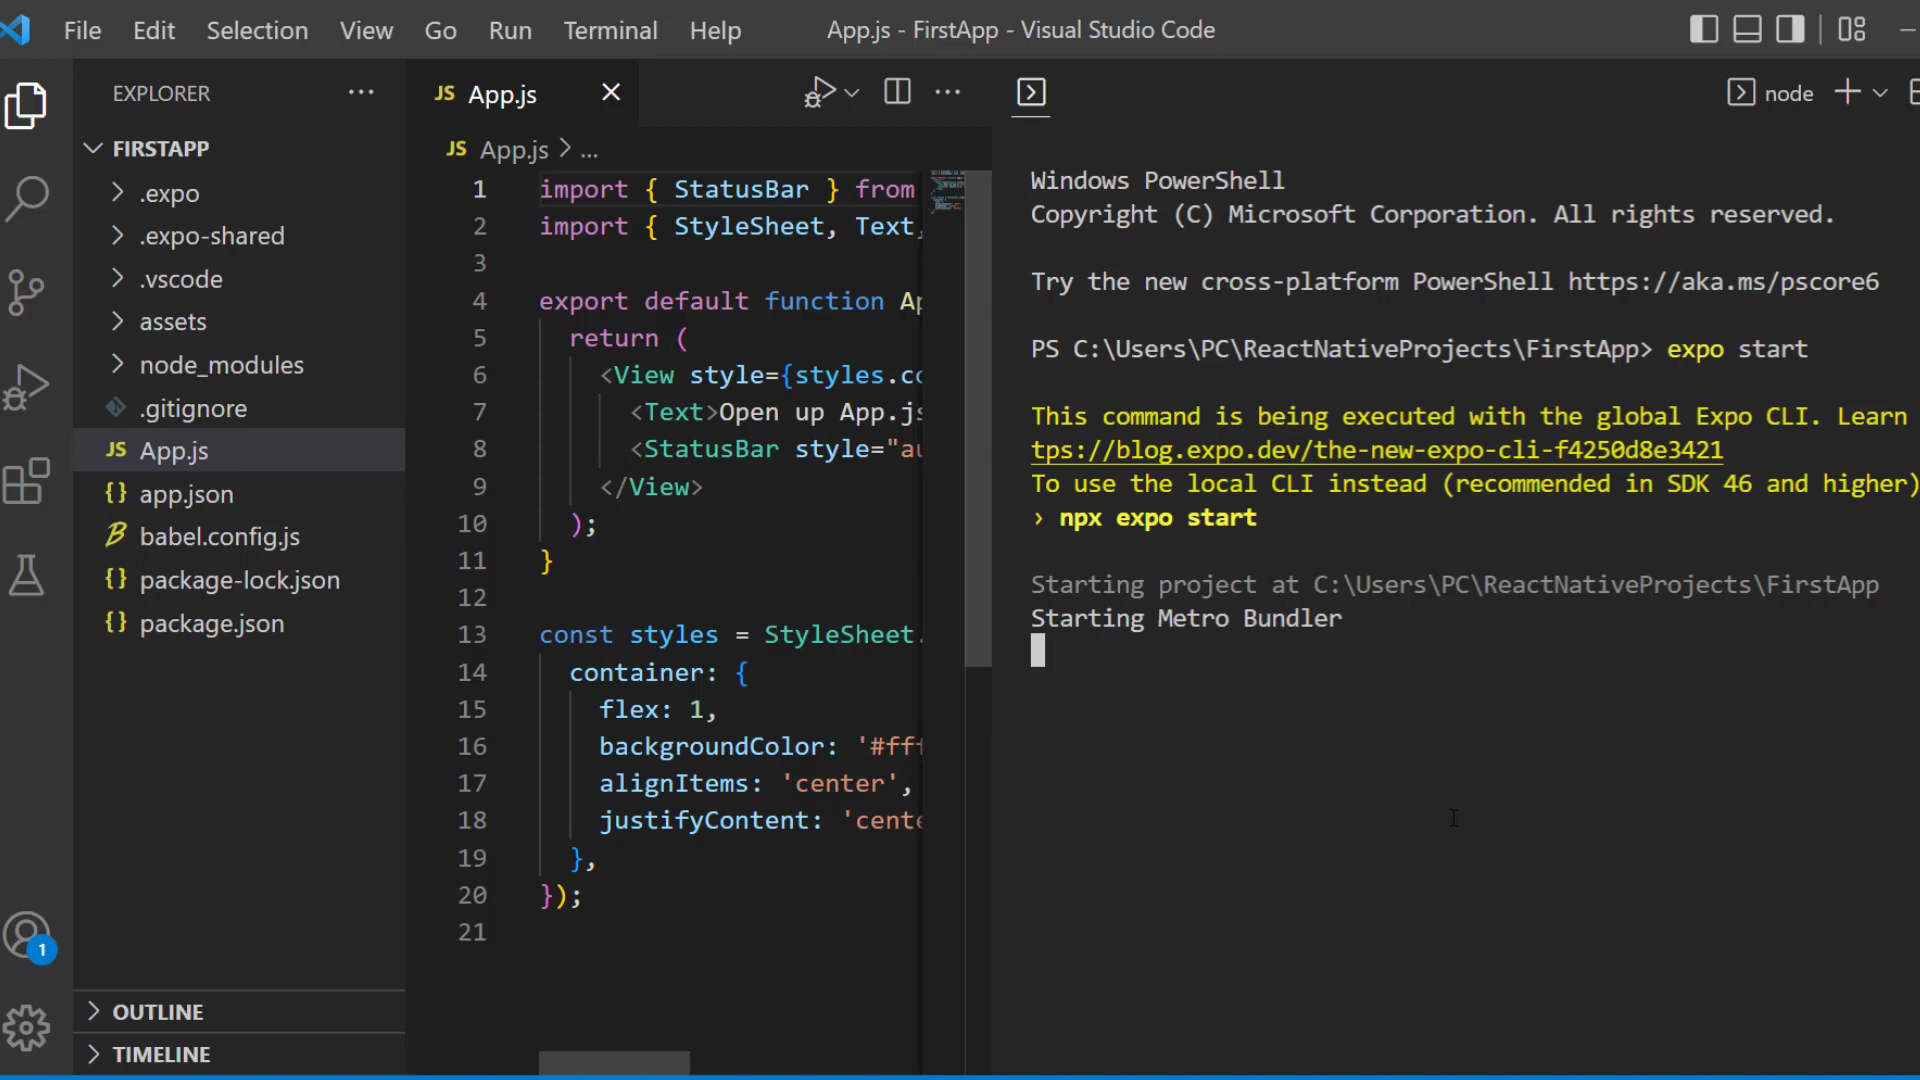 File Edit Selection View Go Run Terminal Help
App.js - FirstApp - Visual Studio Code
EXPLORER
FIRSTAPP
.expo
.expo-shared
.vscode
assets
node_modules
.gitignore
JS App.js
{} app.json
babel.config.js
{} package-lock.json
{} package.json
1
OUTLINE
TIMELINE
JS App.js
JS App.js > ...
1 import { StatusBar } from
2 import { StyleSheet, Text,
3
4 export default function Ap
5 return (
6 <View style={styles.co
7 <Text>Open up App.js
8 <StatusBar style="au
9 </View>
10 );
11 }
12
13 const styles = StyleSheet.
14 container: {
15 flex: 1,
16 backgroundColor: '#fff
17 alignItems: 'center',
18 justifyContent: 'cente
19 },
20 });
21
node
Windows PowerShell
Copyright (C) Microsoft Corporation. All rights reserved.
Try the new cross-platform PowerShell https://aka.ms/pscore6
PS C:\Users\PC\ReactNativeProjects\FirstApp> expo start
This command is being executed with the global Expo CLI. Learn
tps://blog.expo.dev/the-new-expo-cli-f4250d8e3421
To use the local CLI instead (recommended in SDK 46 and higher)
› npx expo start
Starting project at C:\Users\PC\ReactNativeProjects\FirstApp
Starting Metro Bundler